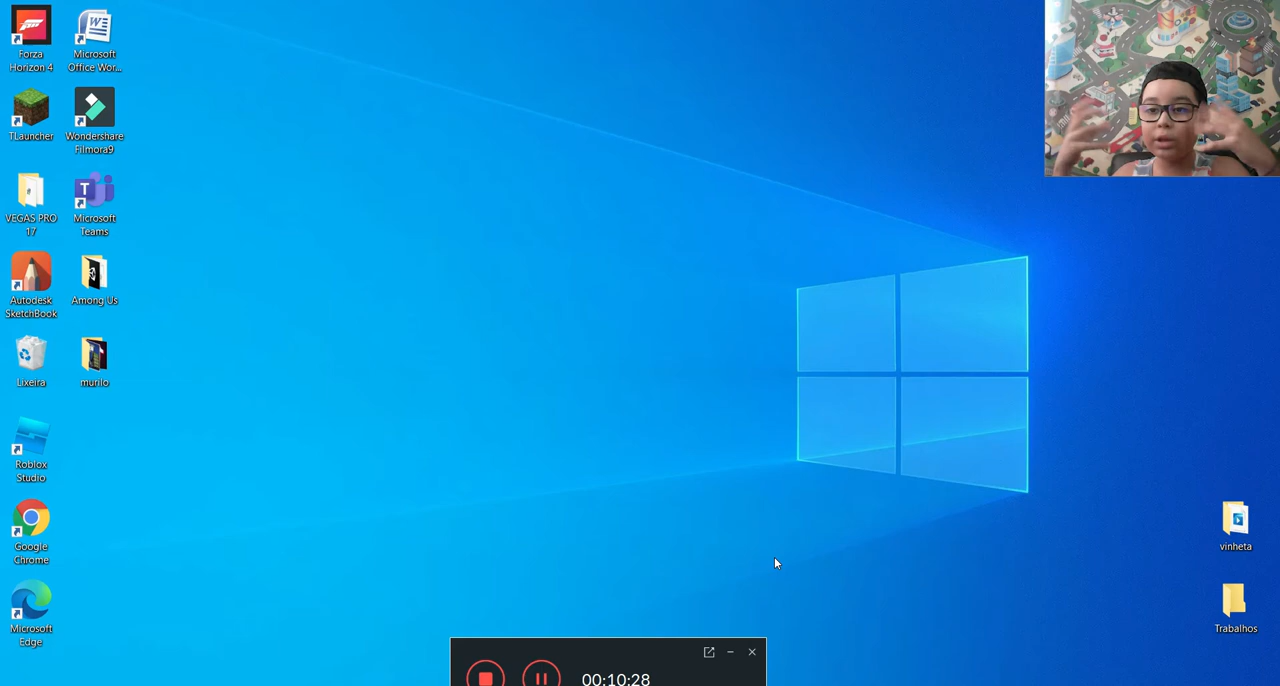 Forza
Horizon 4
Microsoft
Office Wor...
TLauncher
Wondershare
Filmora9
VEGAS PRO
17
Microsoft
Teams
Autodesk
SketchBook
Among Us
Lixeira
murilo
Roblox
Studio
Google
Chrome
Microsoft
Edge
vinheta
Trabalhos
00:10:28